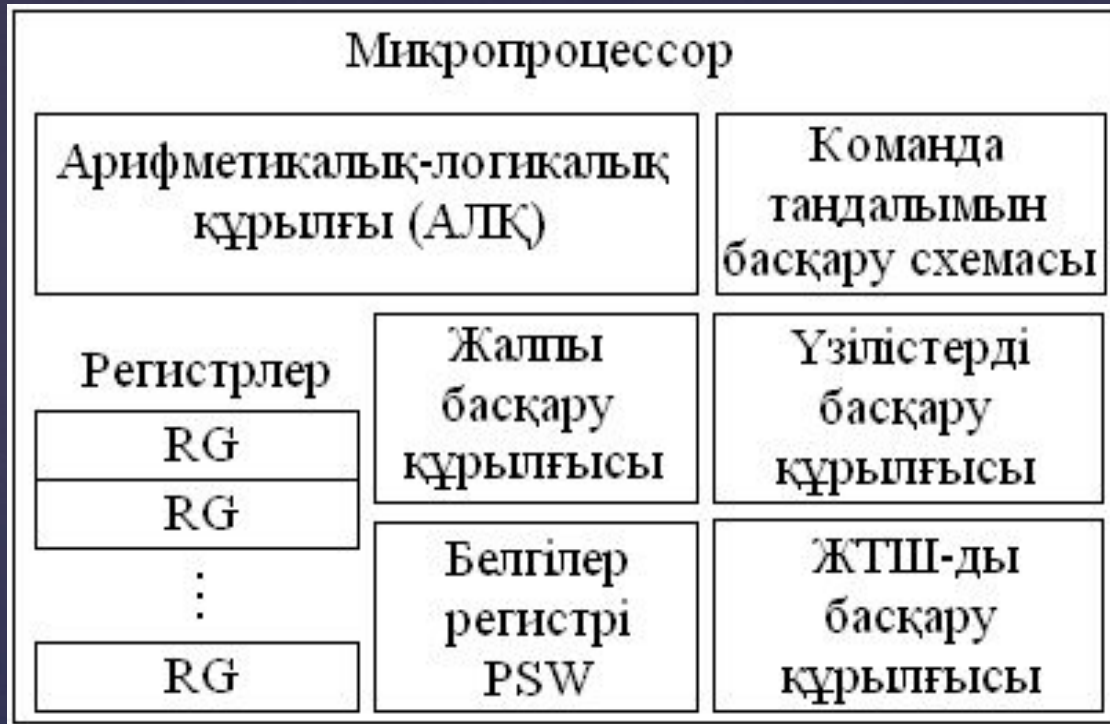 Микропроцессор
Арифметикалық-логикалық
құрылғы (АЛҚ)
Команда
таңдалымын
басқару схемасы
Регистрлер
RG
RG
⋮
RG
Жалпы
басқару
құрылғысы
Үзілістерді
басқару
құрылғысы
Белгілер
регистрі
PSW
ЖТШ-ды
басқару
құрылғысы